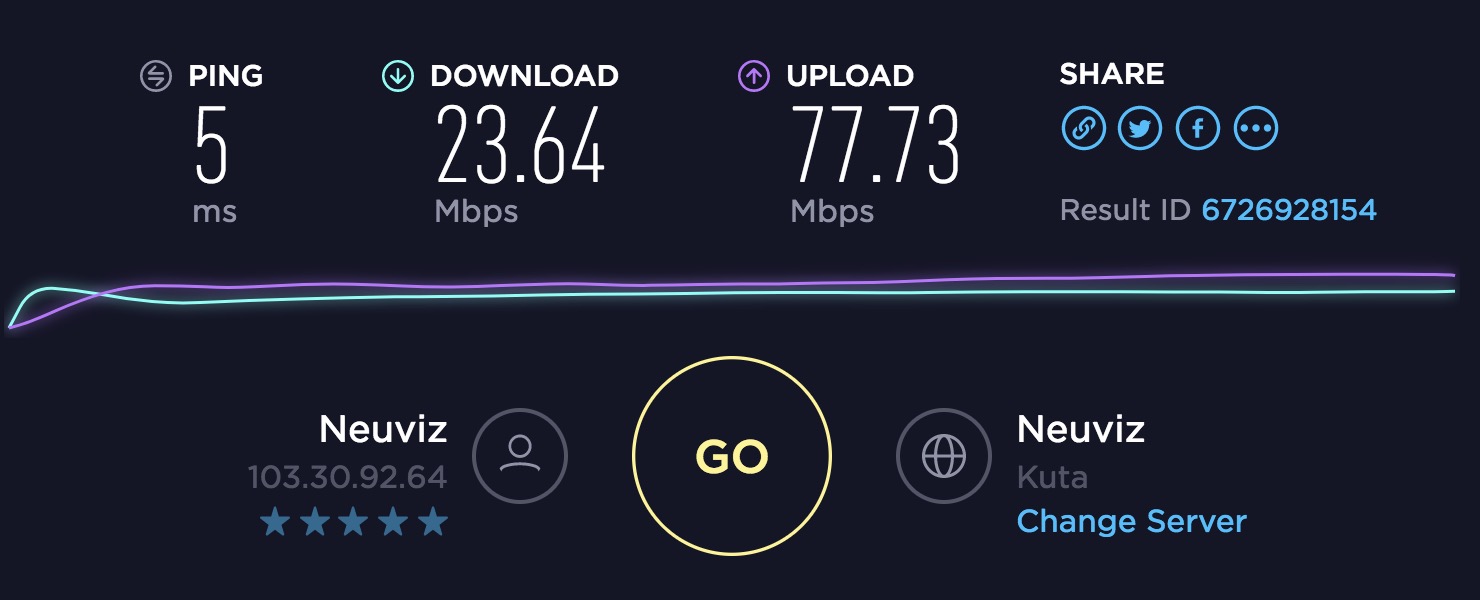 PING
5
ms
DOWNLOAD
23.64
Mbps
UPLOAD
77.73
Mbps
SHARE
Result ID 6726928154
Neuviz
103.30.92.64
GO
Neuviz
Kuta
Change Server